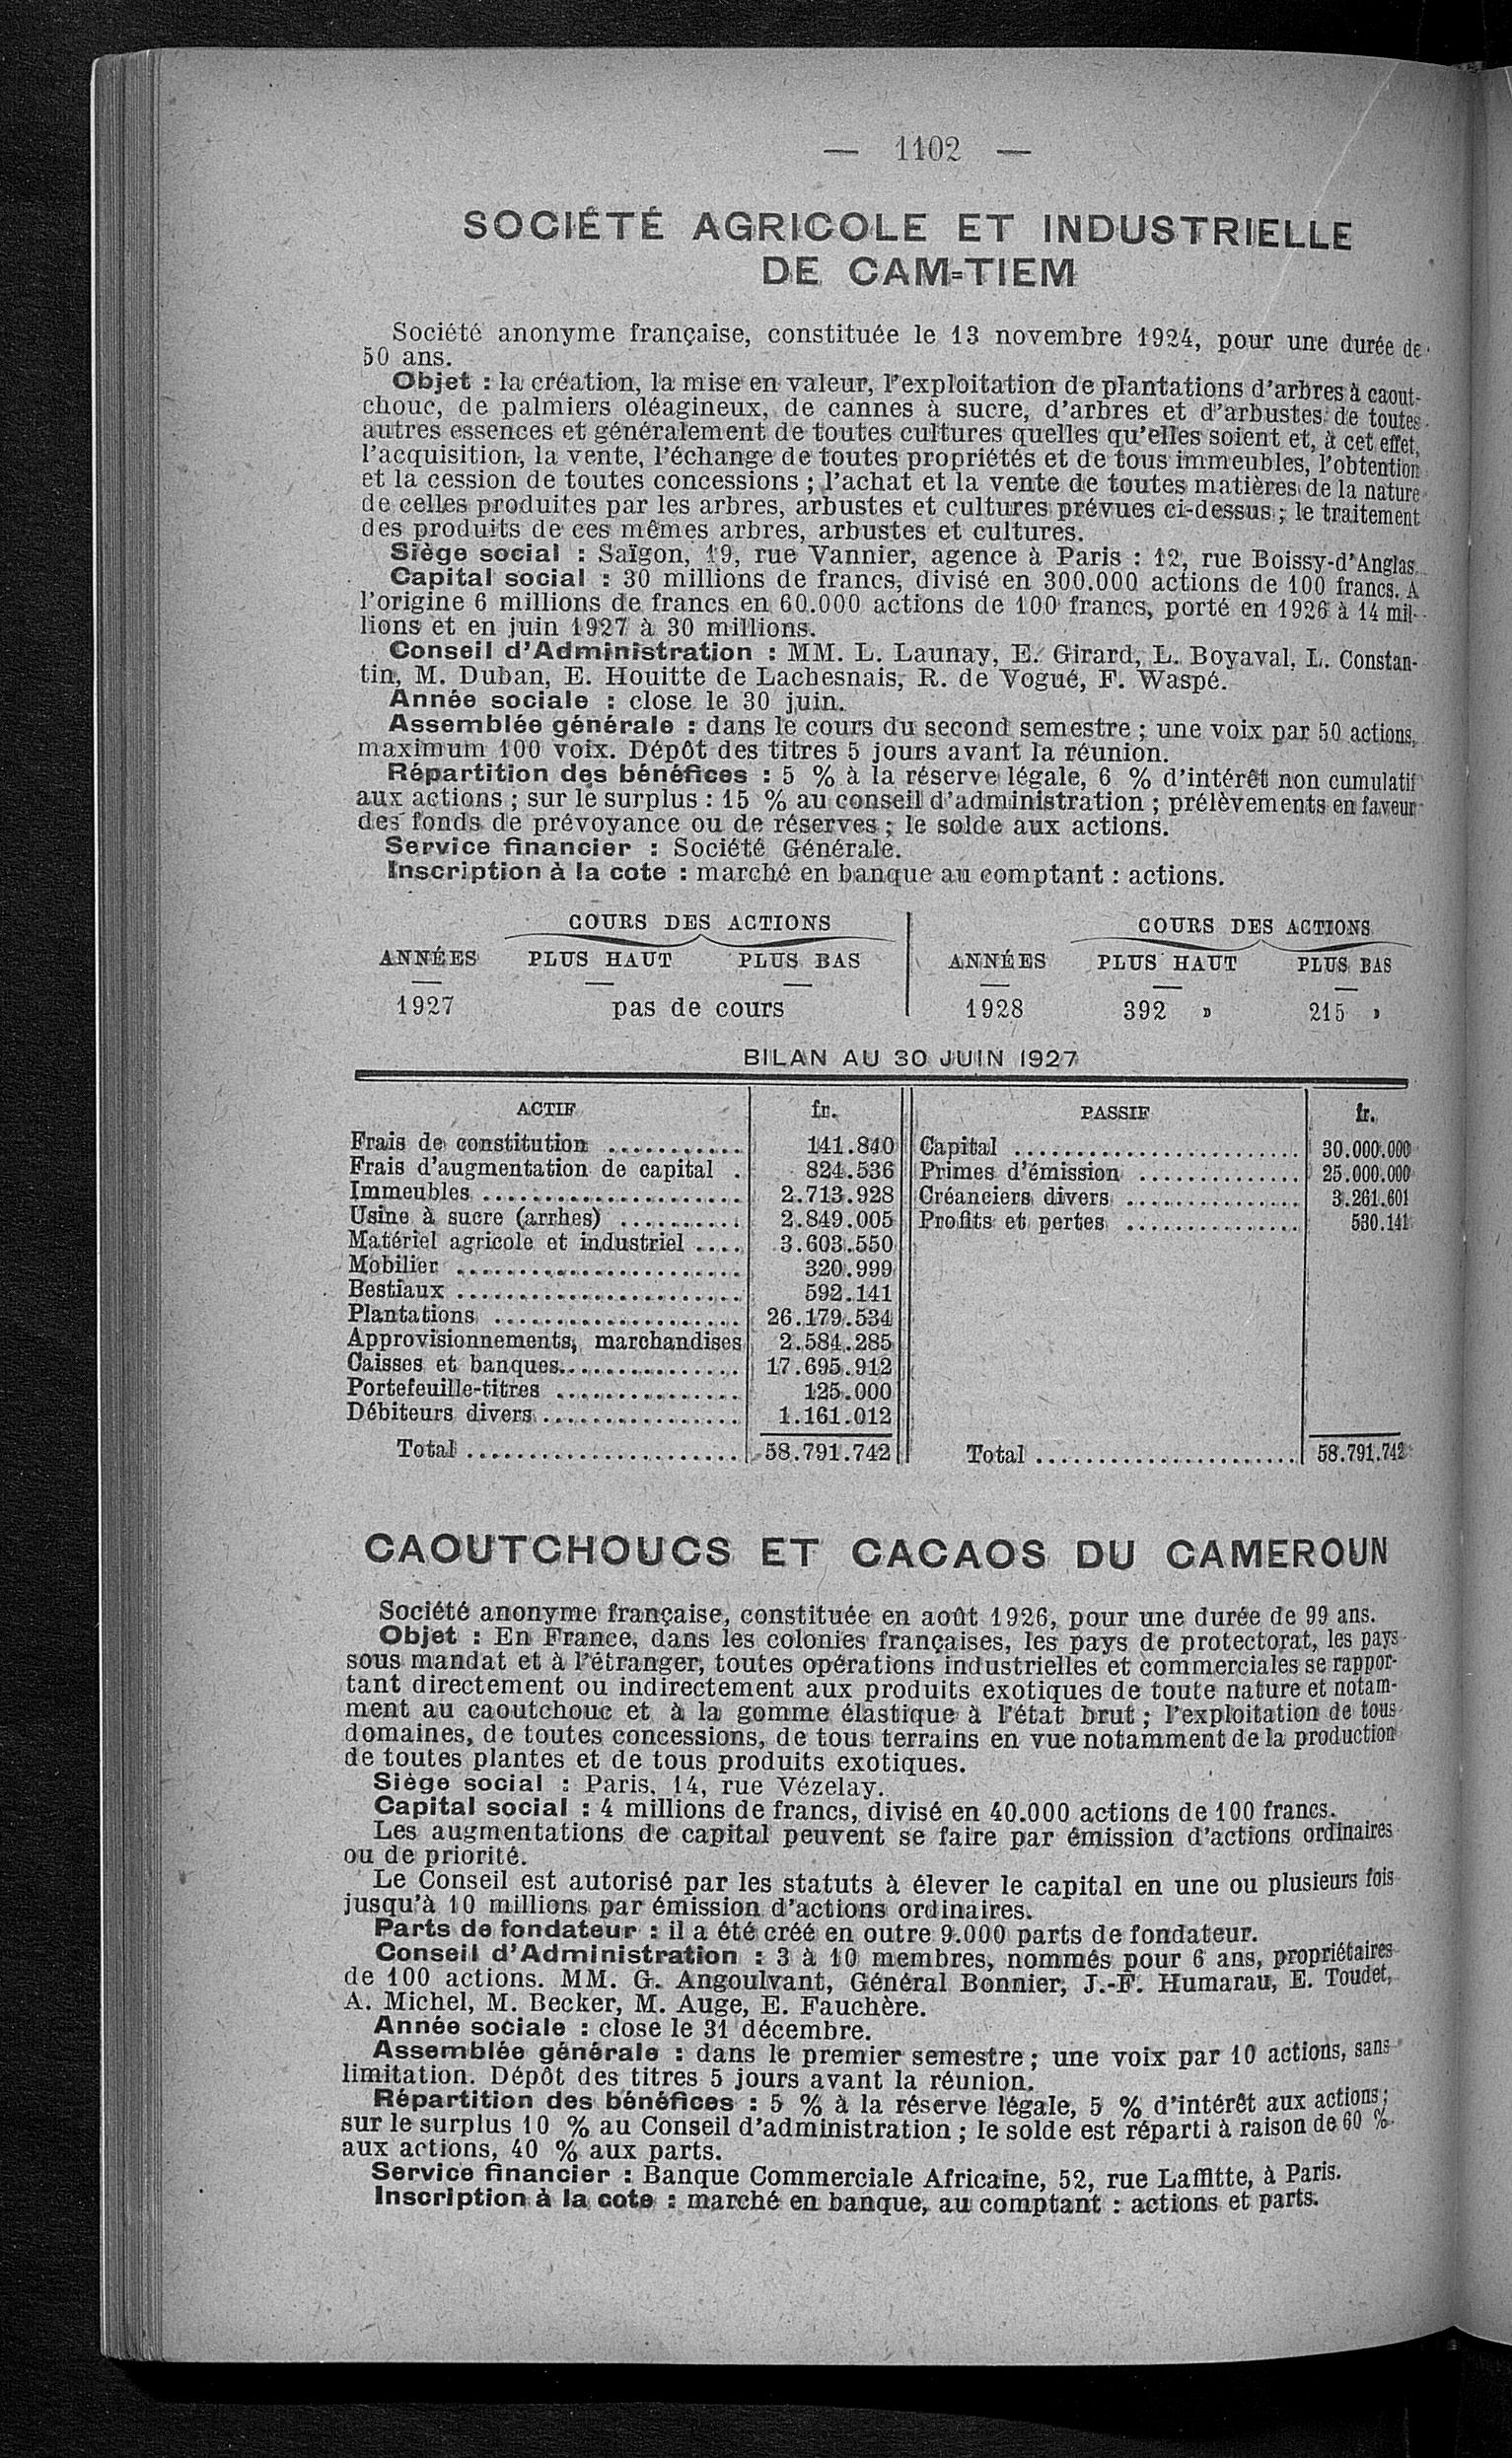 — 1102 —
SOCIÉTÉ AGRICOLE ET INDUSTRIELLE
DE CAM-TIEM
Société anonyme française, constituée le 13 novembre 1924, pour une durée de
50 ans.
Objet : la création, la mise en valeur, l'exploitation de plantations d'arbres à caout-
chouc, de palmiers oléagineux, de cannes à sucre, d'arbres et d'arbustes de toutes
autres essences et généralement de toutes cultures quelles qu'elles soient et, à cet effet,
l'acquisition, la vente, l'échange de toutes propriétés et de tous immeubles, l'obtention
et la cession de toutes concessions ; l'achat et la vente de toutes matières de la nature
de celles produites par les arbres, arbustes et cultures prévues ci-dessus ; le traitement
des produits de ces mêmes arbres, arbustes et cultures.
Siège social : Saïgon, 19, rue Vannier, agence à Paris : 12, rue Boissy-d'Anglas.
Capital social : 30 millions de francs, divisé en 300.000 actions de 100 francs. A
l'origine 6 millions de francs en 60.000 actions de 100 francs, porté en 1926 à 14 mil-
lions et en juin 1927 à 30 millions.
Conseil d'Administration : MM. L. Launay, E. Girard, L. Boyaval, L. Constan-
tin, M. Duban, E. Houitte de Lachesnais, R. de Vogué, F. Waspé.
Année sociale : close le 30 juin.
Assemblée générale : dans le cours du second semestre ; une voix par 50 actions,
maximum 100 voix. Dépôt des titres 5 jours avant la réunion.
Répartition des bénéfices : 5 % à la réserve légale, 6 % d'intérêt non cumulatif
aux actions ; sur le surplus : 15 % au conseil d'administration ; prélèvements en faveur
des fonds de prévoyance ou de réserves ; le solde aux actions.
Service financier : Société Générale.
Inscription à la cote : marché en banque au comptant : actions.
COURS DES ACTIONS COURS DES ACTIONS
ANNÉES PLUS HAUT PLUS BAS ANNÉES PLUS HAUT PLUS BAS
1927 pas de cours 1928 392 » 215 »
BILAN AU 30 JUIN 1927
ACTIF fr. PASSIF fr.
Frais de constitution ........... 141.840 Capital ....................... 30.000.000
Frais d'augmentation de capital . 824.536 Primes d'émission .............. 25.000.000
Immeubles ..................... 2.713.928 Créanciers divers ............... 3.261.601
Usine à sucre (arrhes) .......... 2.849.005 Profits et pertes ............... 530.141
Matériel agricole et industriel .... 3.603.550
Mobilier ....................... 320.999
Bestiaux ....................... 592.141
Plantations .................... 26.179.534
Approvisionnements, marchandises 2.584.285
Caisses et banques............... 17.695.912
Portefeuille-titres ............... 125.000
Débiteurs divers................. 1.161.012
Total ...................... 58.791.742 Total ..................... 58.791.742
CAOUTCHOUCS ET CACAOS DU CAMEROUN
Société anonyme française, constituée en août 1926, pour une durée de 99 ans.
Objet : En France, dans les colonies françaises, les pays de protectorat, les pays
sous mandat et à l'étranger, toutes opérations industrielles et commerciales se rappor-
tant directement ou indirectement aux produits exotiques de toute nature et notam-
ment au caoutchouc et à la gomme élastique à l'état brut ; l'exploitation de tous
domaines, de toutes concessions, de tous terrains en vue notamment de la production
de toutes plantes et de tous produits exotiques.
Siège social : Paris, 14, rue Vézelay.
Capital social : 4 millions de francs, divisé en 40.000 actions de 100 francs.
Les augmentations de capital peuvent se faire par émission d'actions ordinaires
ou de priorité.
Le Conseil est autorisé par les statuts à élever le capital en une ou plusieurs fois
jusqu'à 10 millions par émission d'actions ordinaires.
Parts de fondateur : il a été créé en outre 9.000 parts de fondateur.
Conseil d'Administration : 3 à 10 membres, nommés pour 6 ans, propriétaires
de 100 actions. MM. G. Angoulvant, Général Bonnier, J.-F. Humarau, E. Toudet,
A. Michel, M. Becker, M. Auge, E. Fauchère.
Année sociale : close le 31 décembre.
Assemblée générale : dans le premier semestre ; une voix par 10 actions, sans
limitation. Dépôt des titres 5 jours avant la réunion.
Répartition des bénéfices : 5 % à la réserve légale, 5 % d'intérêt aux actions ;
sur le surplus 10 % au Conseil d'administration ; le solde est réparti à raison de 60 %
aux actions, 40 % aux parts.
Service financier : Banque Commerciale Africaine, 52, rue Laffitte, à Paris.
Inscription à la cote : marché en banque, au comptant : actions et parts.